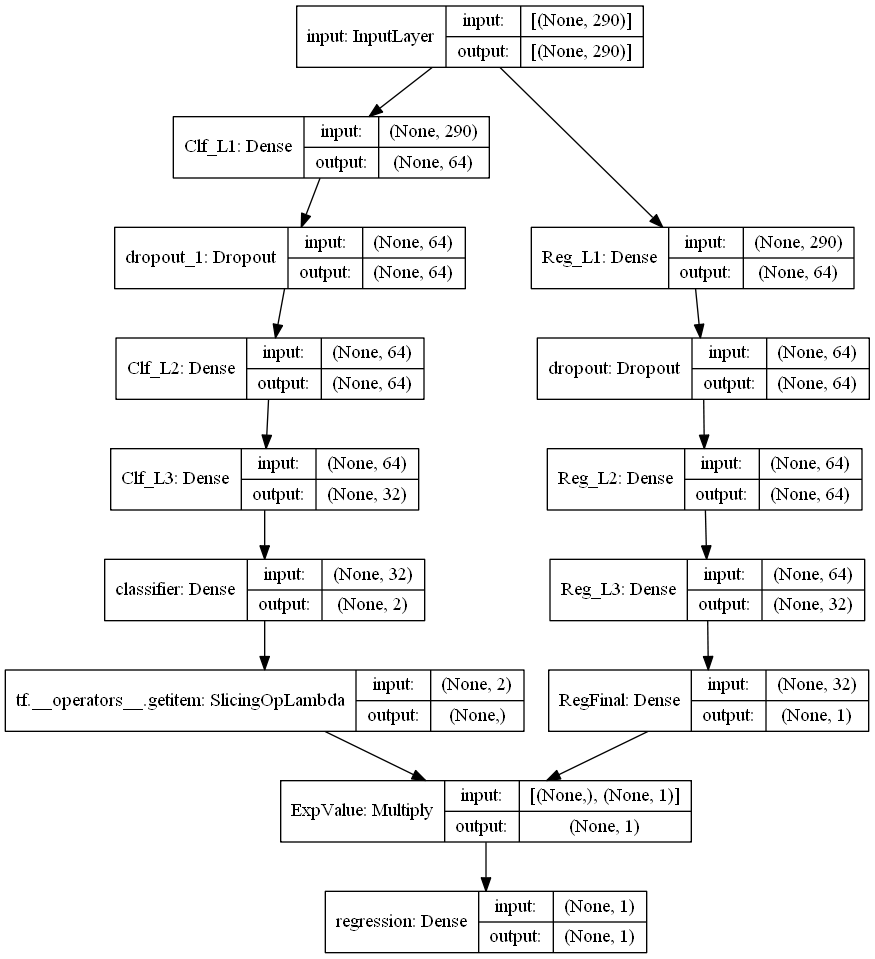 input: InputLayer
input: [(None, 290)]
output: [(None, 290)]
Clf_L1: Dense
input: (None, 290)
output: (None, 64)
dropout_1: Dropout
input: (None, 64)
output: (None, 64)
Reg_L1: Dense
input: (None, 290)
output: (None, 64)
Clf_L2: Dense
input: (None, 64)
output: (None, 64)
dropout: Dropout
input: (None, 64)
output: (None, 64)
Clf_L3: Dense
input: (None, 64)
output: (None, 32)
Reg_L2: Dense
input: (None, 64)
output: (None, 64)
classifier: Dense
input: (None, 32)
output: (None, 2)
Reg_L3: Dense
input: (None, 64)
output: (None, 32)
tf.__operators__.getitem: SlicingOpLambda
input: (None, 2)
output: (None,)
RegFinal: Dense
input: (None, 32)
output: (None, 1)
ExpValue: Multiply
input: [(None,), (None, 1)]
output: (None, 1)
regression: Dense
input: (None, 1)
output: (None, 1)